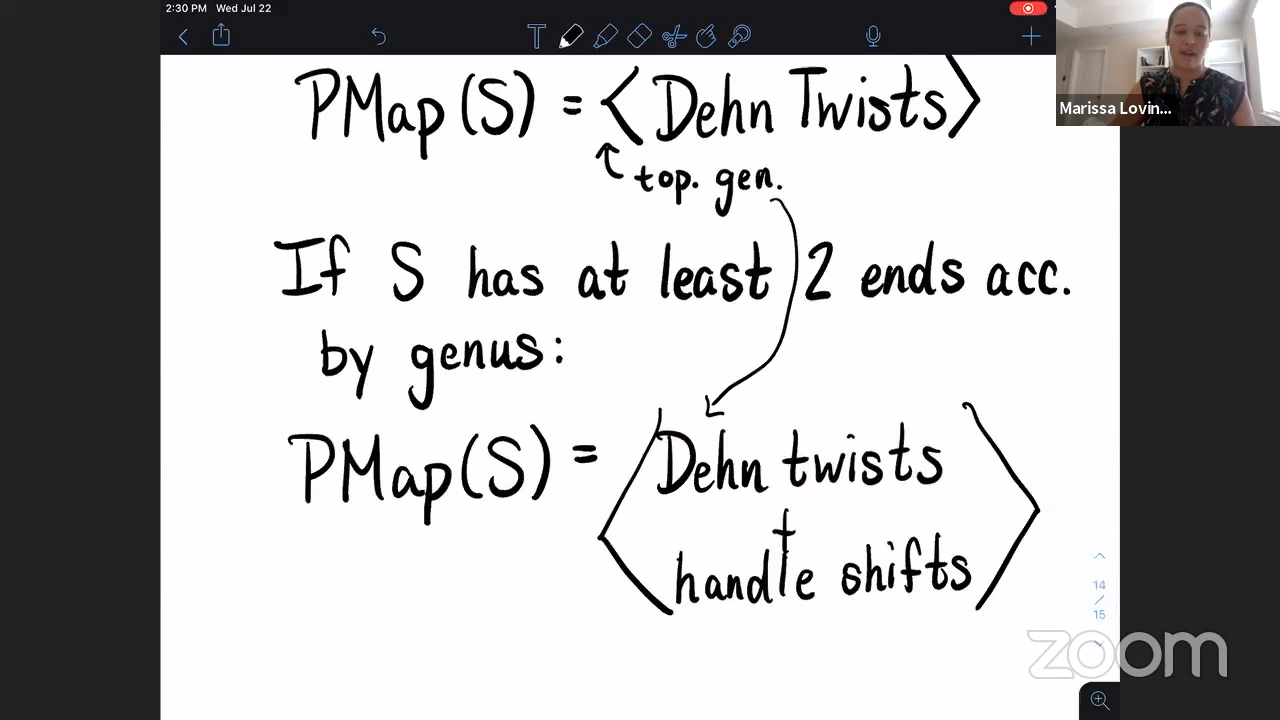 2:30 PM Wed Jul 22
PMap (S) = <Dehn Twists>
top. gen.
If S has at least 2 ends acc.
by genus:
PMap(S) = <Dehn twists
+
handle shifts>
Marissa Lovin...
14
/
15
zoom